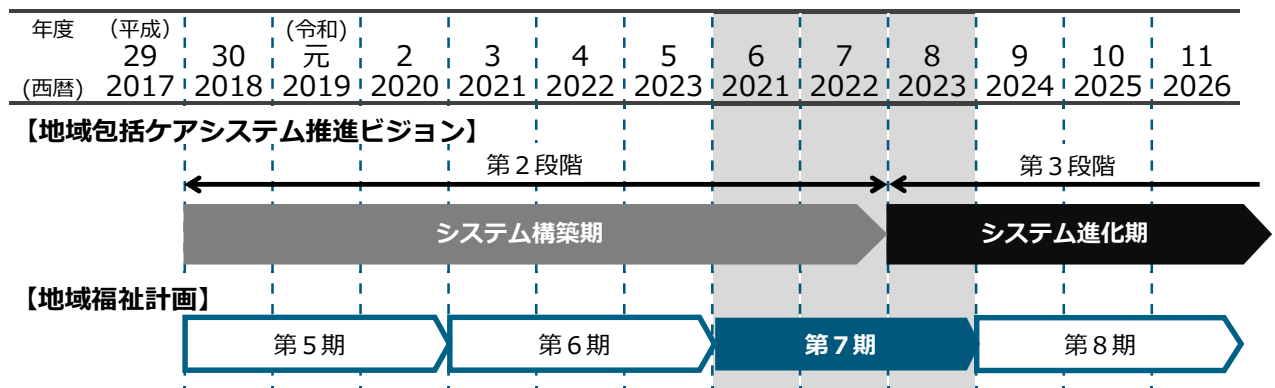 年度 （平成） (令和)
29 30 元 2 3 4 5 6 7 8 9 10 11
(西暦) 2017 2018 2019 2020 2021 2022 2023 2021 2022 2023 2024 2025 2026
【地域包括ケアシステム推進ビジョン】
第２段階 第３段階
システム構築期 システム進化期
【地域福祉計画】
第５期 第６期 第７期 第８期